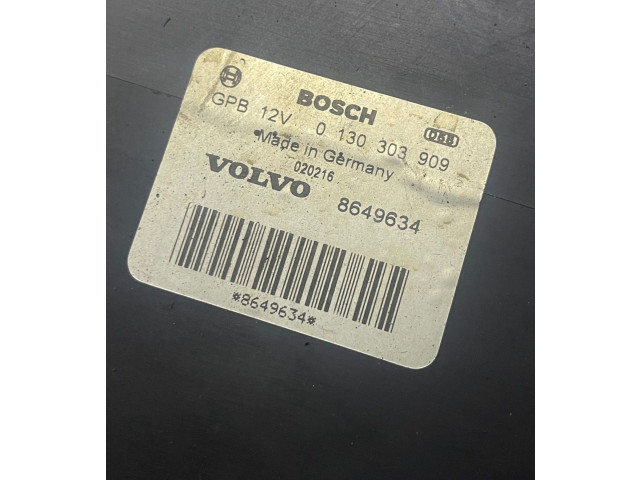 BOSCH
GPB 12V 0 130 303 909
Made in Germany
020216
VOLVO 8649634
*8649634*